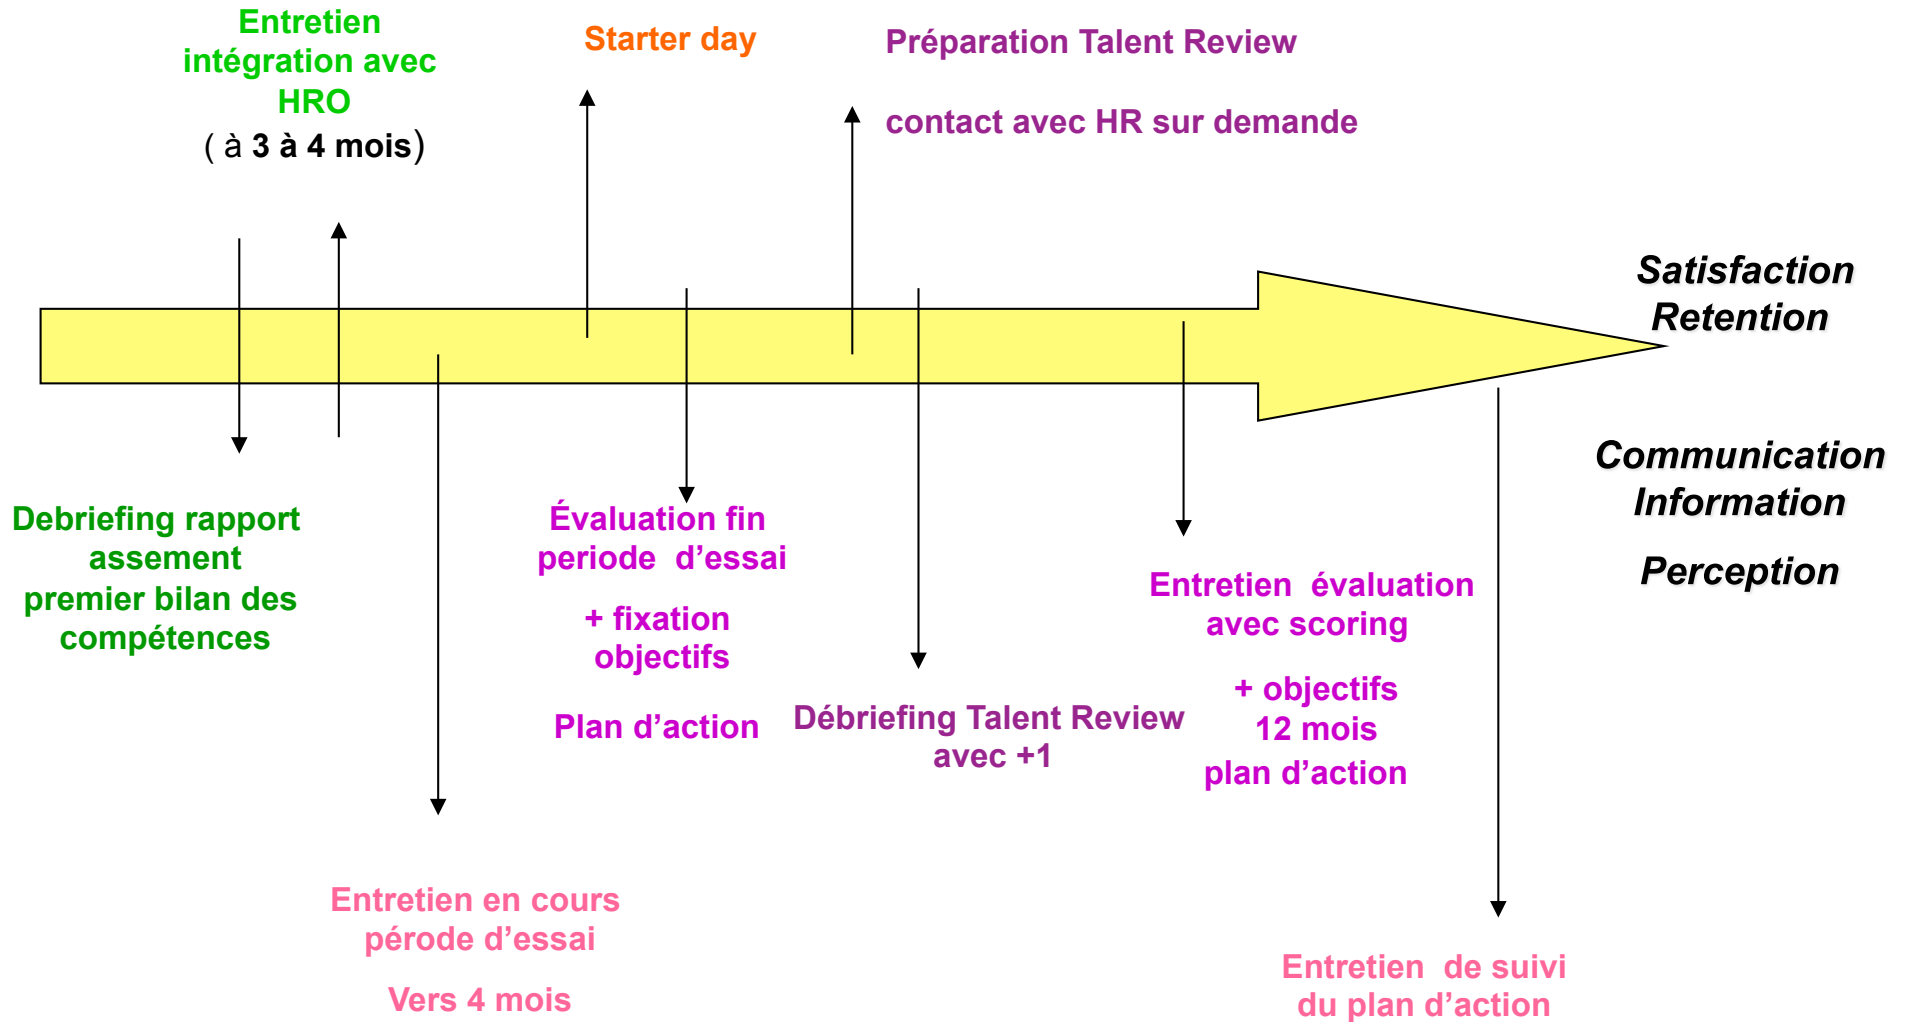 Entretien
intégration avec
HRO
( à 3 à 4 mois)
Starter day
Préparation Talent Review
contact avec HR sur demande
Satisfaction
Retention
Communication
Information
Perception
Debriefing rapport
assement
premier bilan des
compétences
Évaluation fin
periode d’essai
+ fixation
objectifs
Plan d’action
Débriefing Talent Review
avec +1
Entretien évaluation
avec scoring
+ objectifs
12 mois
plan d’action
Entretien en cours
pérode d’essai
Vers 4 mois
Entretien de suivi
du plan d’action